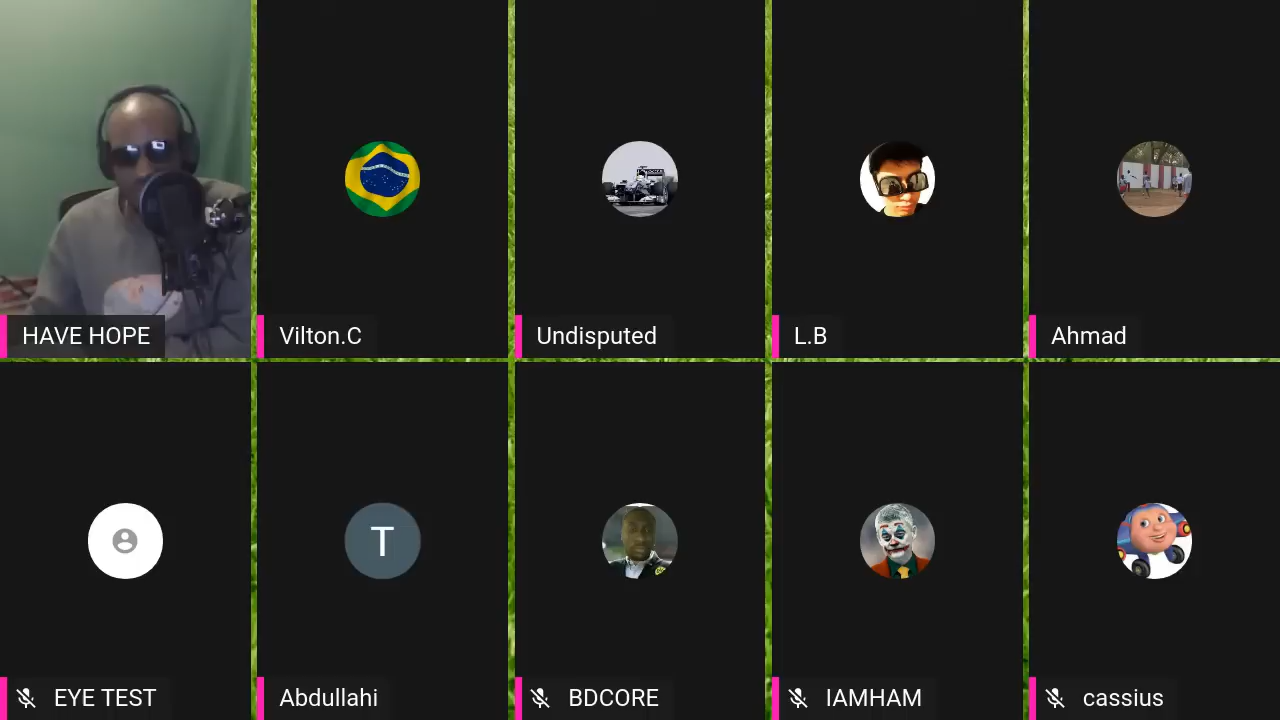 HAVE HOPE
Vilton.C
Undisputed
L.B
Ahmad
T
EYE TEST
Abdullahi
BDCORE
IAMHAM
cassius